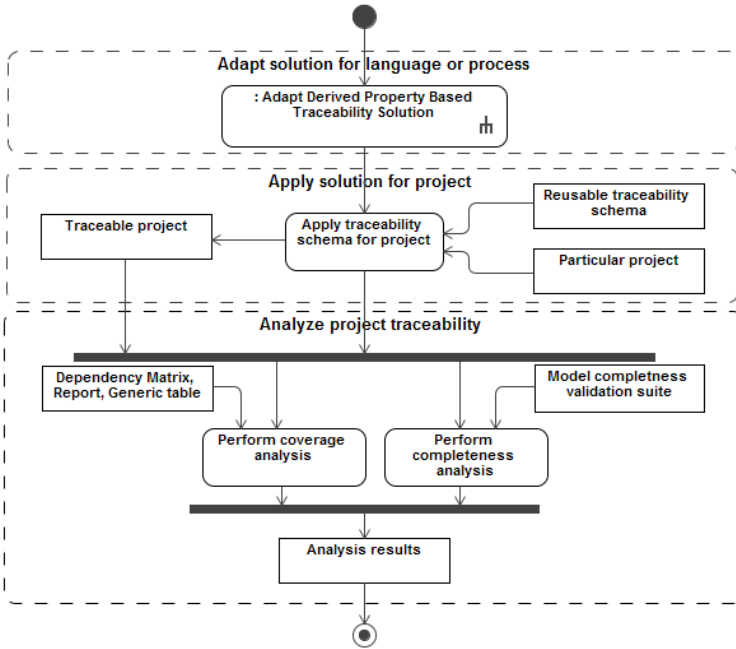 Adapt solution for language or process
: Adapt Derived Property Based
Traceability Solution
Apply solution for project
Reusable traceability
schema
Traceable project
Apply traceability
schema for project
Particular project
Analyze project traceability
Dependency Matrix,
Report, Generic table
Model completness
validation suite
Perform coverage
analysis
Perform
completeness
analysis
Analysis results